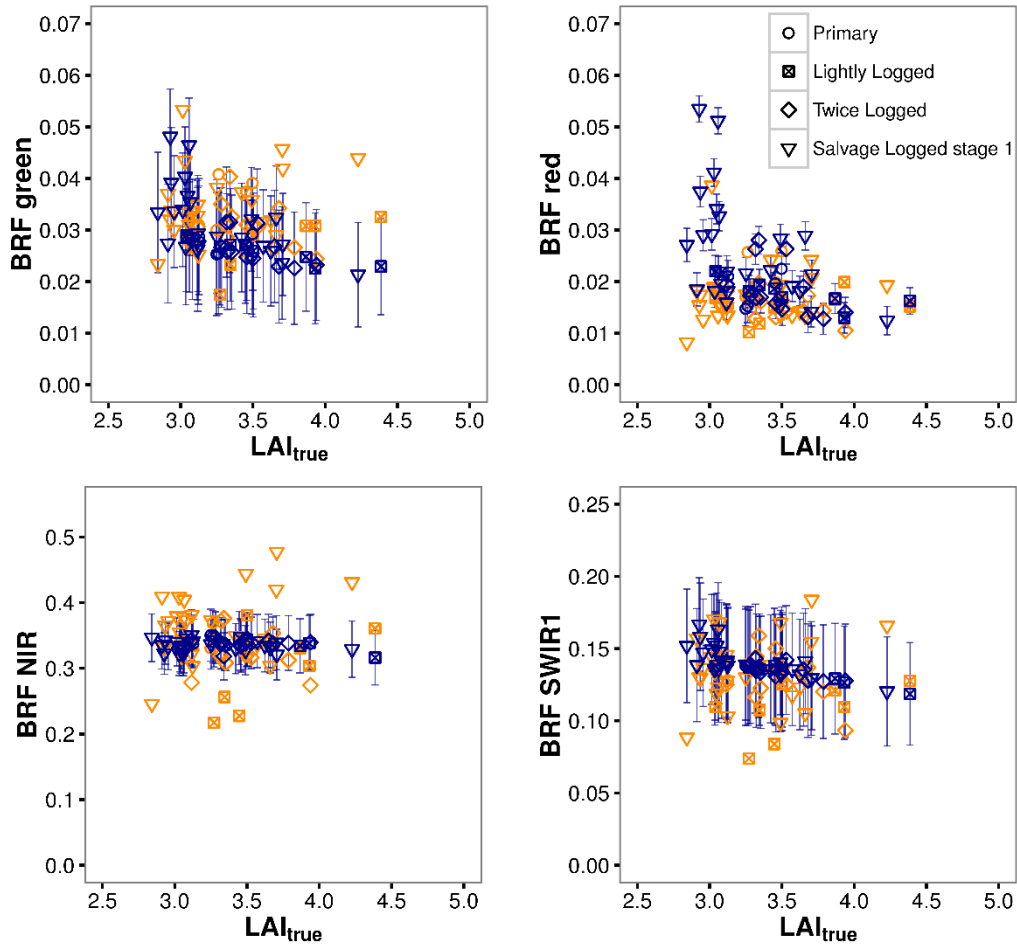 0.07
0.06
0.05
0.04
0.03
0.02
0.01
0.00
BRF green
2.5 3.0 3.5 4.0 4.5 5.0
LAItrue
0.07
0.06
0.05
0.04
0.03
0.02
0.01
0.00
BRF red
Primary
Lightly Logged
Twice Logged
Salvage Logged stage 1
2.5 3.0 3.5 4.0 4.5 5.0
LAItrue
0.5
0.4
0.3
0.2
0.1
0.0
BRF NIR
2.5 3.0 3.5 4.0 4.5 5.0
LAItrue
0.25
0.20
0.15
0.10
0.05
0.00
BRF SWIR1
2.5 3.0 3.5 4.0 4.5 5.0
LAItrue